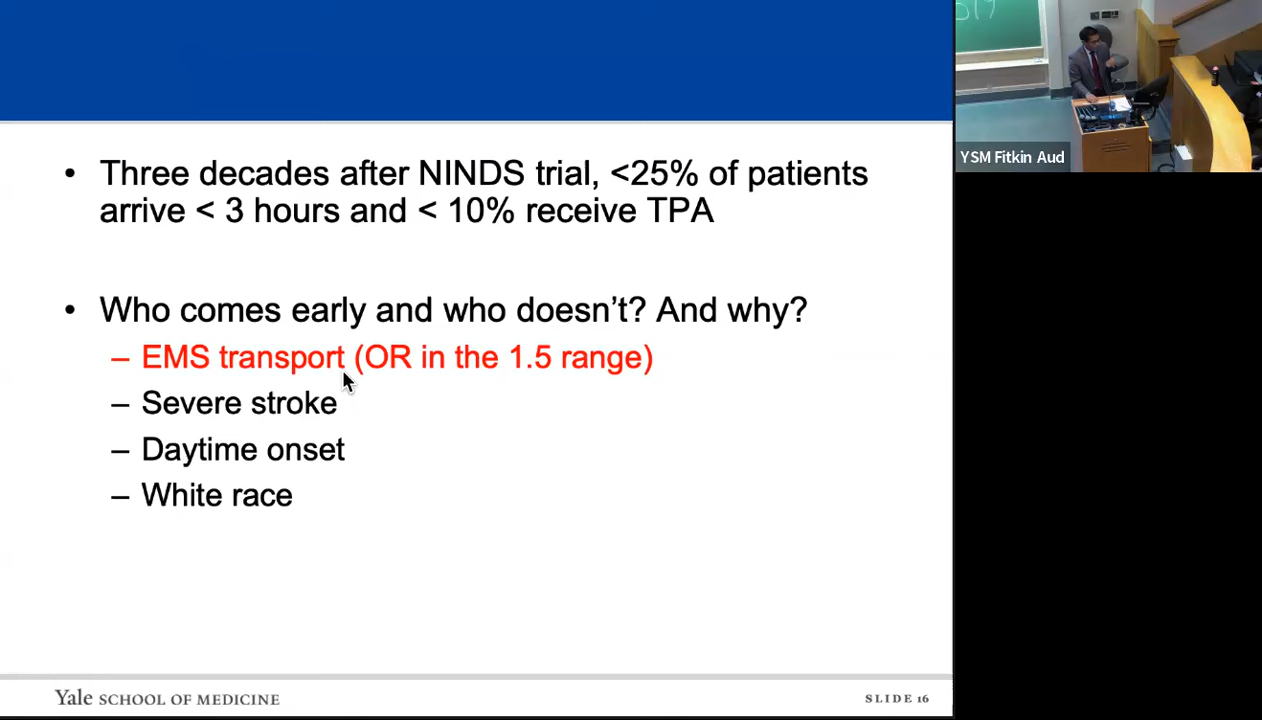 • Three decades after NINDS trial, <25% of patients
arrive < 3 hours and < 10% receive TPA
• Who comes early and who doesn’t? And why?
– EMS transport (OR in the 1.5 range)
– Severe stroke
– Daytime onset
– White race
Yale SCHOOL OF MEDICINE
SLIDE 16
YSM Fitkin Aud